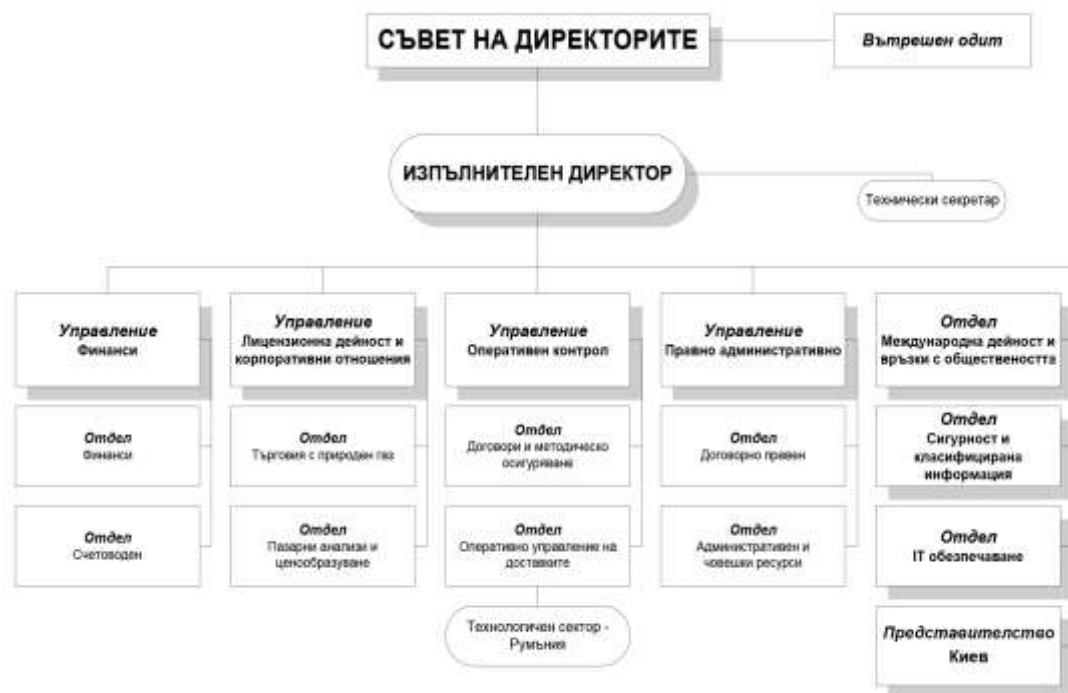 СЪВЕТ НА ДИРЕКТОРИТЕ
Вътрешен одит
ИЗПЪЛНИТЕЛЕН ДИРЕКТОР
Технически секретар
Управление
Финанси
Управление
Лицензионна дейност и
корпоративни отношения
Управление
Оперативен контрол
Управление
Правно административно
Отдел
Международна дейност и
връзки с обществеността
Отдел
Финанси
Отдел
Търговия с природен газ
Отдел
Договори и методическо
осигуряване
Отдел
Договорно правен
Отдел
Сигурност и
класифицирана
информация
Отдел
Счетоводен
Отдел
Пазарни анализи и
ценообразуване
Отдел
Оперативно управление на
доставките
Отдел
Административен и
човешки ресурси
Отдел
IT обезпечаване
Технологичен сектор -
Румъния
Представителство
Киев